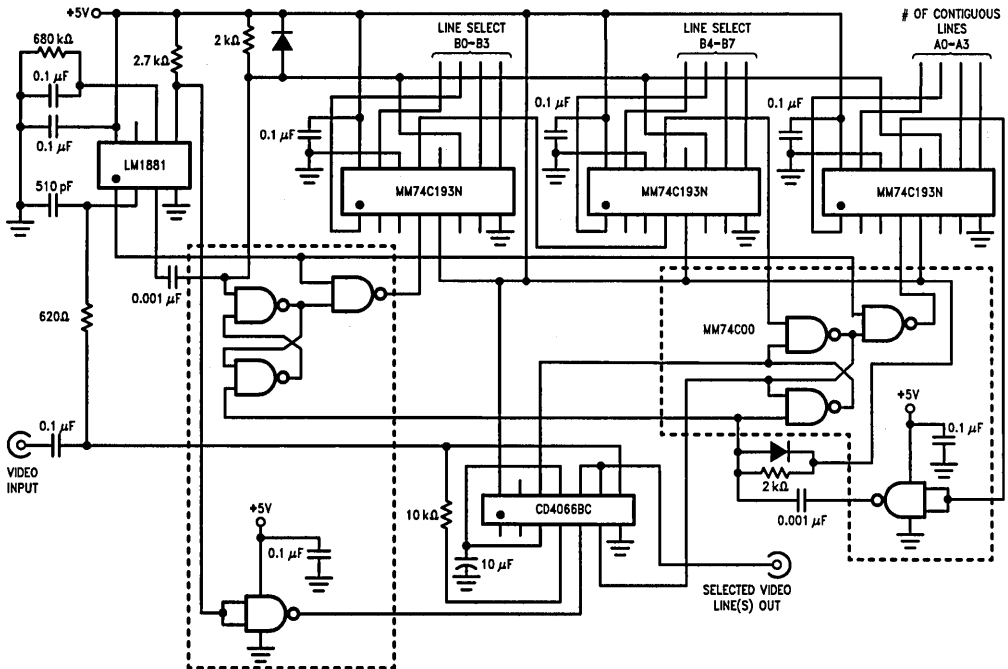 +5V
680 kΩ
0.1 μF
0.1 μF
2.7 kΩ
2 kΩ
LINE SELECT
B0–B3
LINE SELECT
B4–B7
# OF CONTIGUOUS
LINES
A0–A3
0.1 μF
0.1 μF
0.1 μF
LM1881
MM74C193N
MM74C193N
MM74C193N
510 pF
0.001 μF
620Ω
MM74C00
+5V
0.1 μF
0.1 μF
VIDEO
INPUT
2 kΩ
0.001 μF
10 kΩ
CD4066BC
+5V
0.1 μF
10 μF
SELECTED VIDEO
LINE(S) OUT